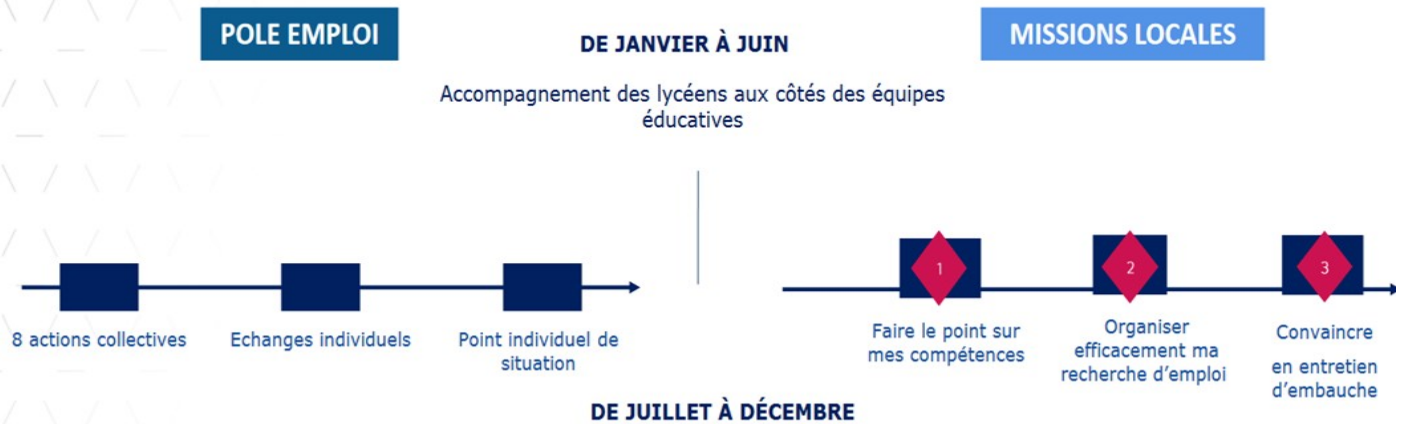 POLE EMPLOI
DE JANVIER À JUIN
MISSIONS LOCALES
Accompagnement des lycéens aux côtés des équipes
éducatives
8 actions collectives
Echanges individuels
Point individuel de
situation
1
Faire le point sur
mes compétences
2
Organiser
efficacement ma
recherche d’emploi
3
Convaincre
en entretien
d’embauche
DE JUILLET À DÉCEMBRE